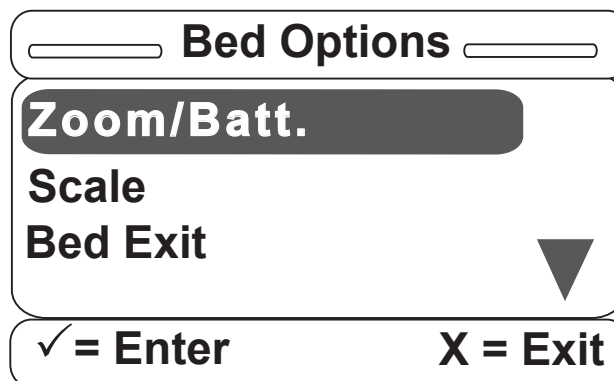 Bed Options
Zoom/Batt.
Scale
Bed Exit
✓= Enter X = Exit